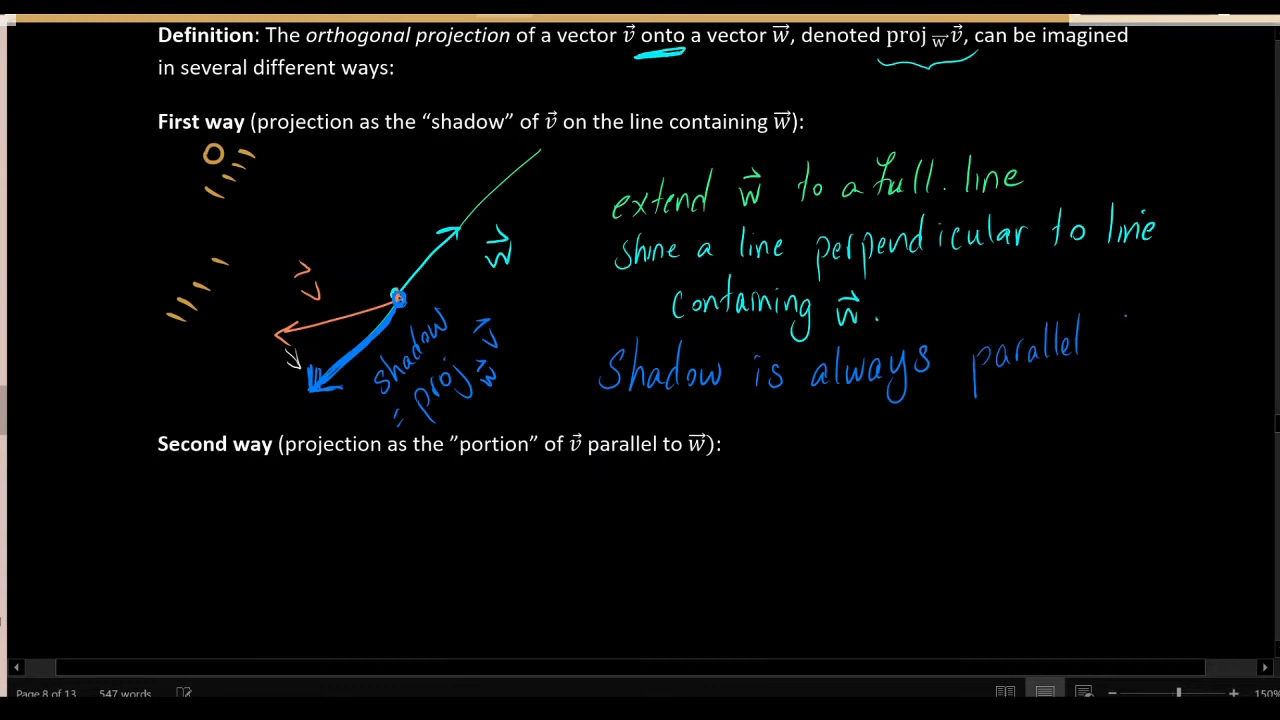 Definition: The orthogonal projection of a vector v⃗ onto a vector w⃗, denoted proj w⃗ v⃗, can be imagined
in several different ways:
First way (projection as the “shadow” of v⃗ on the line containing w⃗):
extend w⃗ to a full. line
shine a line perpendicular to line
containing w⃗.
w⃗
v⃗
shadow
= proj w⃗ v⃗
Shadow is always parallel
Second way (projection as the ”portion” of v⃗ parallel to w⃗):
Page 8 of 13 547 words 150%